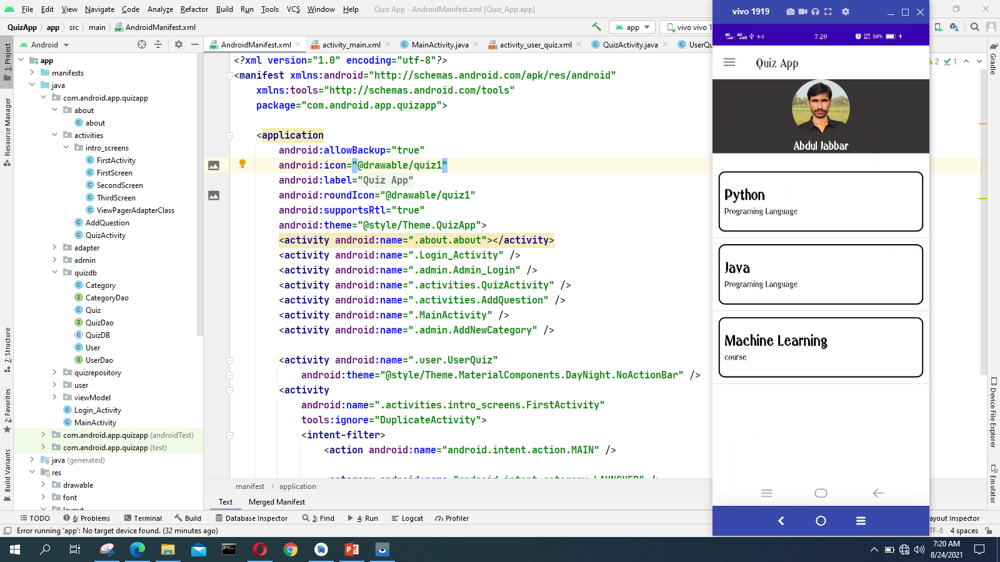 File Edit View Navigate Code Analyze Refactor Build Run Tools VCS Window Help Quiz App - AndroidManifest.xml [Quiz_App.app]
QuizApp app src main AndroidManifest.xml
app vivo vivo 1
Android
AndroidManifest.xml activity_main.xml MainActivity.java activity_user_quiz.xml QuizActivity.java UserQu
1: Project
Resource Manager
7: Structure
2: Favorites
Build Variants
app
manifests
java
com.android.app.quizapp
about
about
activities
intro_screens
FirstActivity
FirstScreen
SecondScreen
ThirdScreen
ViewPagerAdapterClass
AddQuestion
QuizActivity
adapter
admin
quizdb
Category
CategoryDao
Quiz
QuizDao
QuizDB
User
UserDao
quizrepository
user
viewModel
Login_Activity
MainActivity
com.android.app.quizapp (androidTest)
com.android.app.quizapp (test)
java (generated)
res
drawable
font
layout
<?xml version="1.0" encoding="utf-8"?>
<manifest xmlns:android="http://schemas.android.com/apk/res/android"
xmlns:tools="http://schemas.android.com/tools"
package="com.android.app.quizapp">
<application
android:allowBackup="true"
android:icon="@drawable/quiz1"
android:label="Quiz App"
android:roundIcon="@drawable/quiz1"
android:supportsRtl="true"
android:theme="@style/Theme.QuizApp">
<activity android:name=".about.about"></activity>
<activity android:name=".Login_Activity" />
<activity android:name=".admin.Admin_Login" />
<activity android:name=".activities.QuizActivity" />
<activity android:name=".activities.AddQuestion" />
<activity android:name=".MainActivity" />
<activity android:name=".admin.AddNewCategory" />
<activity android:name=".user.UserQuiz"
android:theme="@style/Theme.MaterialComponents.DayNight.NoActionBar" />
<activity
android:name=".activities.intro_screens.FirstActivity"
tools:ignore="DuplicateActivity">
<intent-filter>
<action android:name="android.intent.action.MAIN" />
<category android:name="android.intent.category.LAUNCHER" />
manifest application
Text Merged Manifest
vivo 1919
7:20 89%
Quiz App
Abdul Jabbar
Python
Programing Language
Java
Programing Language
Machine Learning
course
2 1
Gradle
Device File Explorer
Emulator
TODO 6: Problems Terminal Build Database Inspector 3: Find 4: Run Logcat Profiler ayout Inspector
Error running 'app': No target device found. (32 minutes ago) TF-8 4 spaces
7:20 AM
8/24/2021